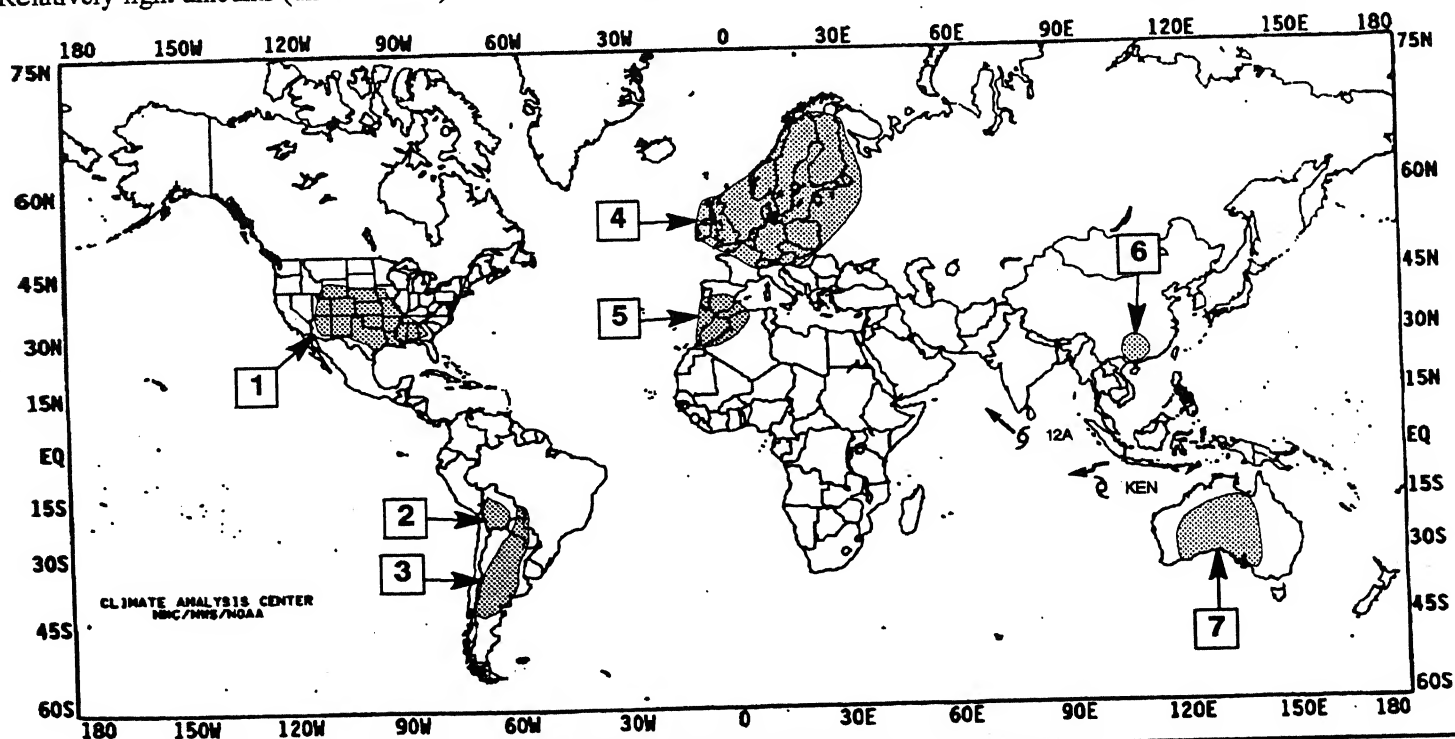 Relatively light amounts
180 150W 120W 90W 60W 30W 0 30E 60E 90E 120E 150E 180
75N 75N
60N 60N
4
6
45N 45N
5
30N 30N
1
15N 15N
12A
EQ EQ
KEN
15S 15S
2
30S 30S
3
CLIMATE ANALYSIS CENTER
NMC/NWS/NOAA
45S 45S
7
60S 60S
180 150W 120W 90W 60W 30W 0 30E 60E 90E 120E 150E 180